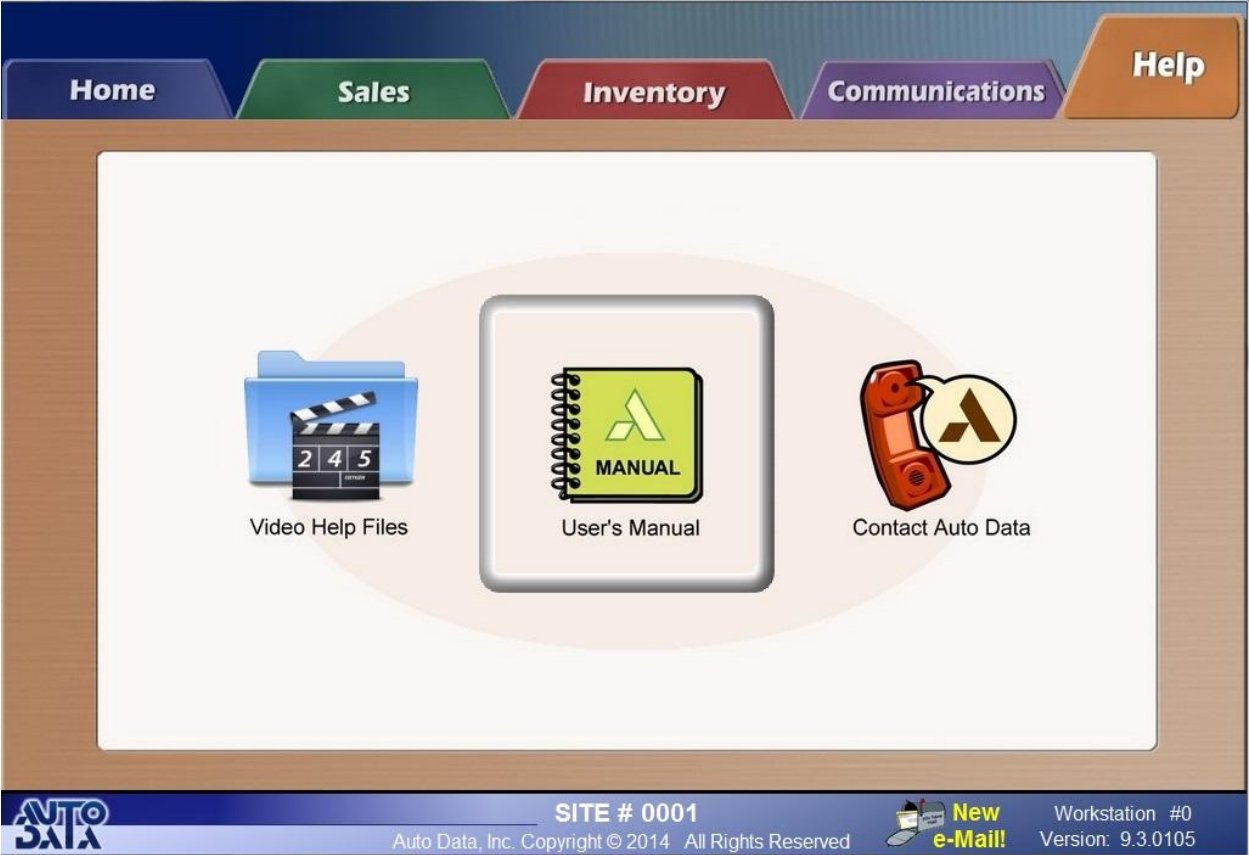 Home
Sales
Inventory
Communications
Help
2 4 5
MANUAL
Video Help Files
User's Manual
Contact Auto Data
AUTO
DATA
SITE # 0001
Auto Data, Inc. Copyright © 2014 All Rights Reserved
New
e-Mail!
Workstation #0
Version: 9.3.0105